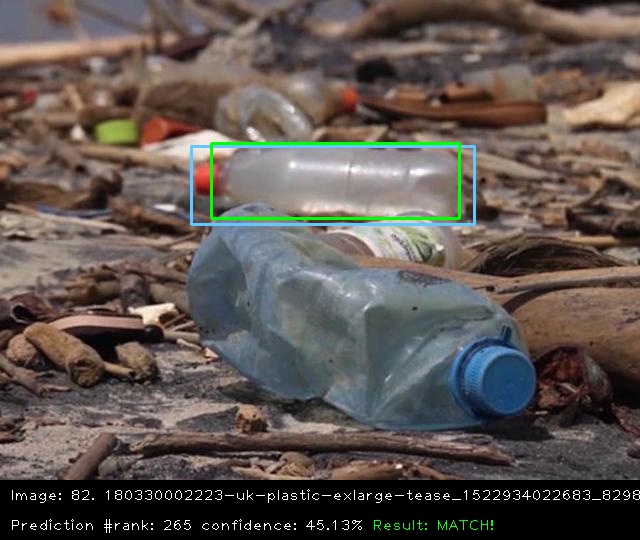 Image: 82. 180330002223-uk-plastic-exlarge-tease_1522934022683_8298
Prediction #rank: 265 confidence: 45.13% Result: MATCH!